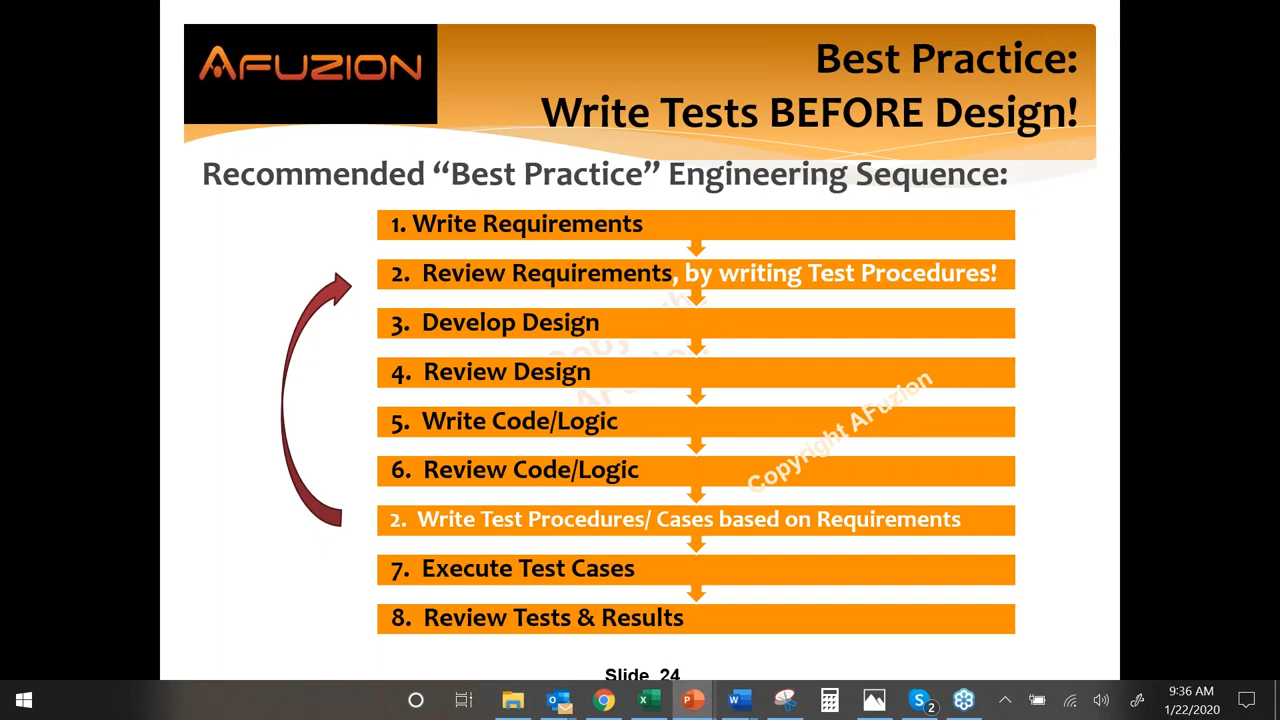 AFUZION
Best Practice:
Write Tests BEFORE Design!
Recommended “Best Practice” Engineering Sequence:
1. Write Requirements
2. Review Requirements, by writing Test Procedures!
3. Develop Design
4. Review Design
5. Write Code/Logic
6. Review Code/Logic
Copyright AFuzion
2. Write Test Procedures/ Cases based on Requirements
7. Execute Test Cases
8. Review Tests & Results
Slide 24
2
9:36 AM
1/22/2020